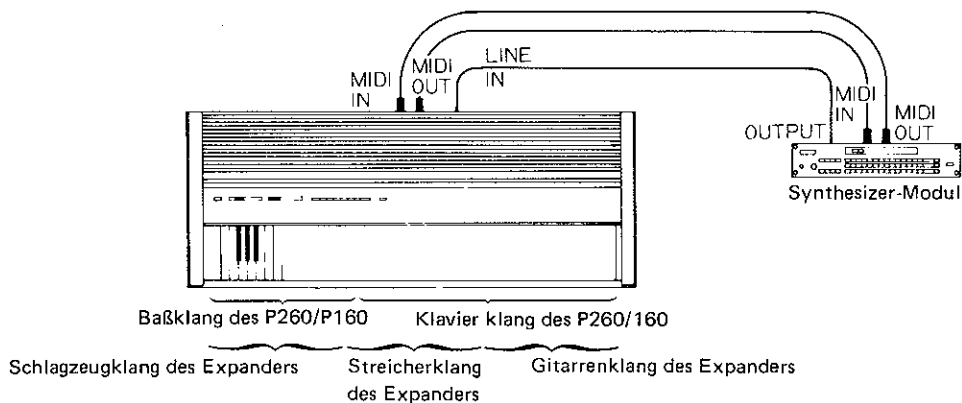 MIDI
IN
MIDI
OUT
LINE
IN
OUTPUT
MIDI
IN
MIDI
OUT
Synthesizer-Modul
Baßklang des P260/P160
Klavier klang des P260/160
Schlagzeugklang des Expanders
Streicherklang
des Expanders
Gitarrenklang des Expanders